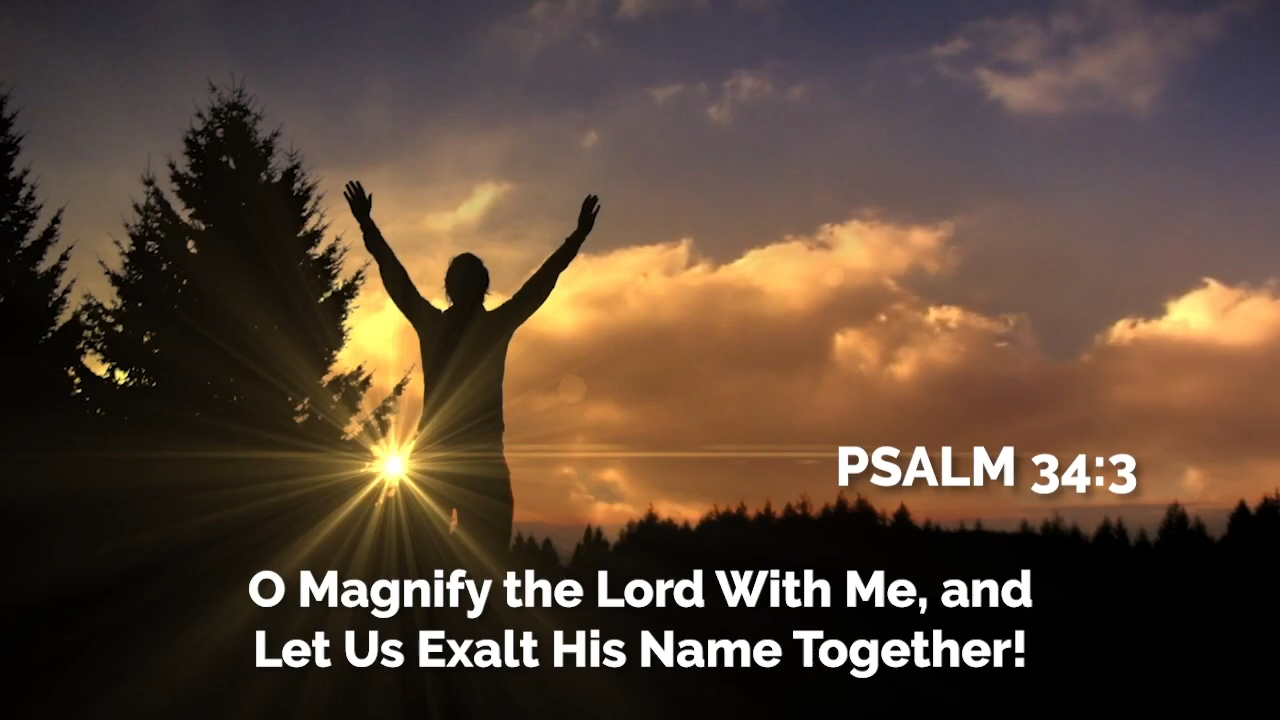 PSALM 34:3
O Magnify the Lord With Me, and
Let Us Exalt His Name Together!